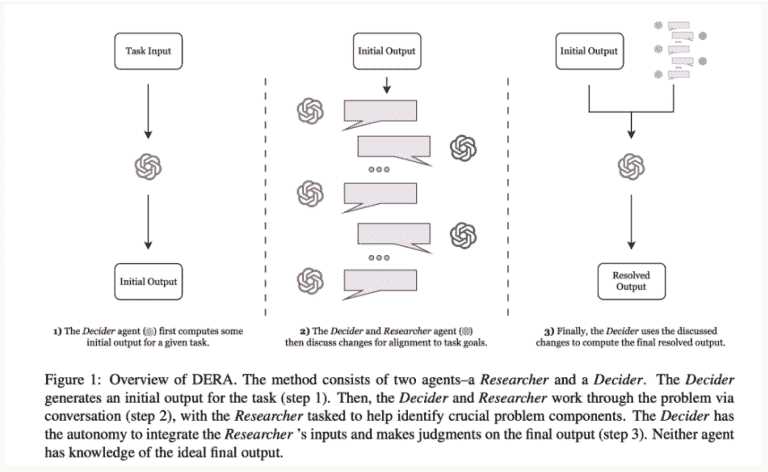 Task Input
Initial Output
Initial Output
Initial Output
Resolved
Output
1) The Decider agent () first computes some
initial output for a given task.
2) The Decider and Researcher agent ()
then discuss changes for alignment to task goals.
3) Finally, the Decider uses the discussed
changes to compute the final resolved output.
Figure 1: Overview of DERA. The method consists of two agents–a Researcher and a Decider. The Decider
generates an initial output for the task (step 1). Then, the Decider and Researcher work through the problem via
conversation (step 2), with the Researcher tasked to help identify crucial problem components. The Decider has
the autonomy to integrate the Researcher 's inputs and makes judgments on the final output (step 3). Neither agent
has knowledge of the ideal final output.